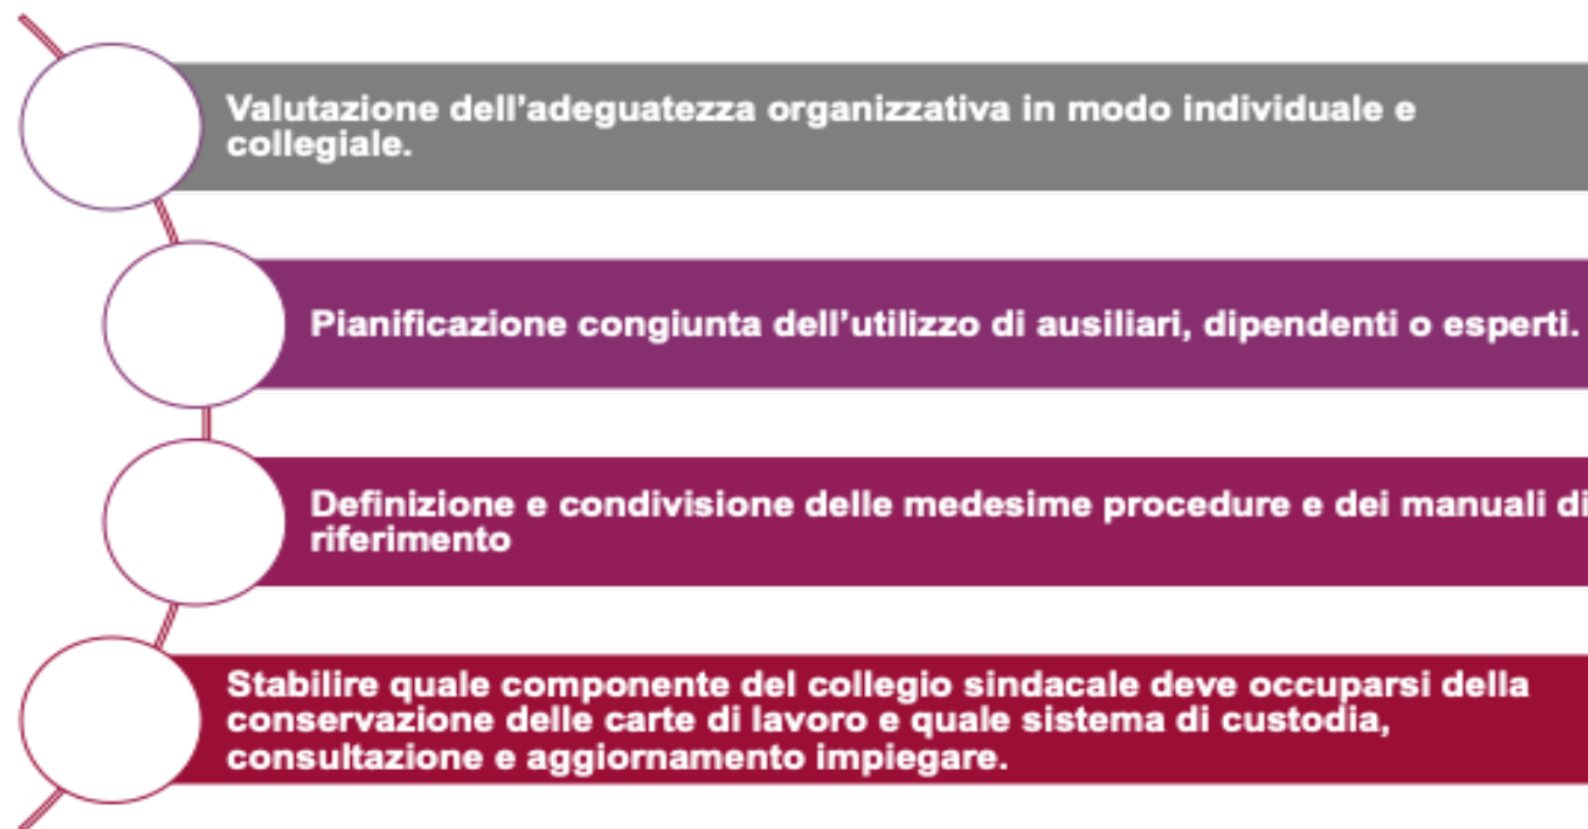 Valutazione dell’adeguatezza organizzativa in modo individuale e
collegiale.
Pianificazione congiunta dell’utilizzo di ausiliari, dipendenti o esperti.
Definizione e condivisione delle medesime procedure e dei manuali di
riferimento
Stabilire quale componente del collegio sindacale deve occuparsi della
conservazione delle carte di lavoro e quale sistema di custodia,
consultazione e aggiornamento impiegare.